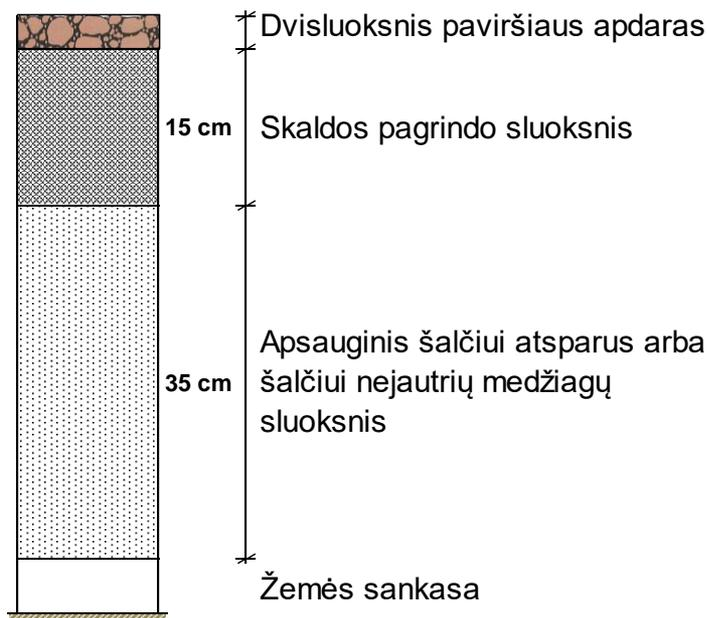 Dvisluoksnis paviršiaus apdaras
15 cm
Skaldos pagrindo sluoksnis
Apsauginis šalčiui atsparus arba
35 cm
šalčiui nejautrių medžiagų
sluoksnis
Žemės sankasa